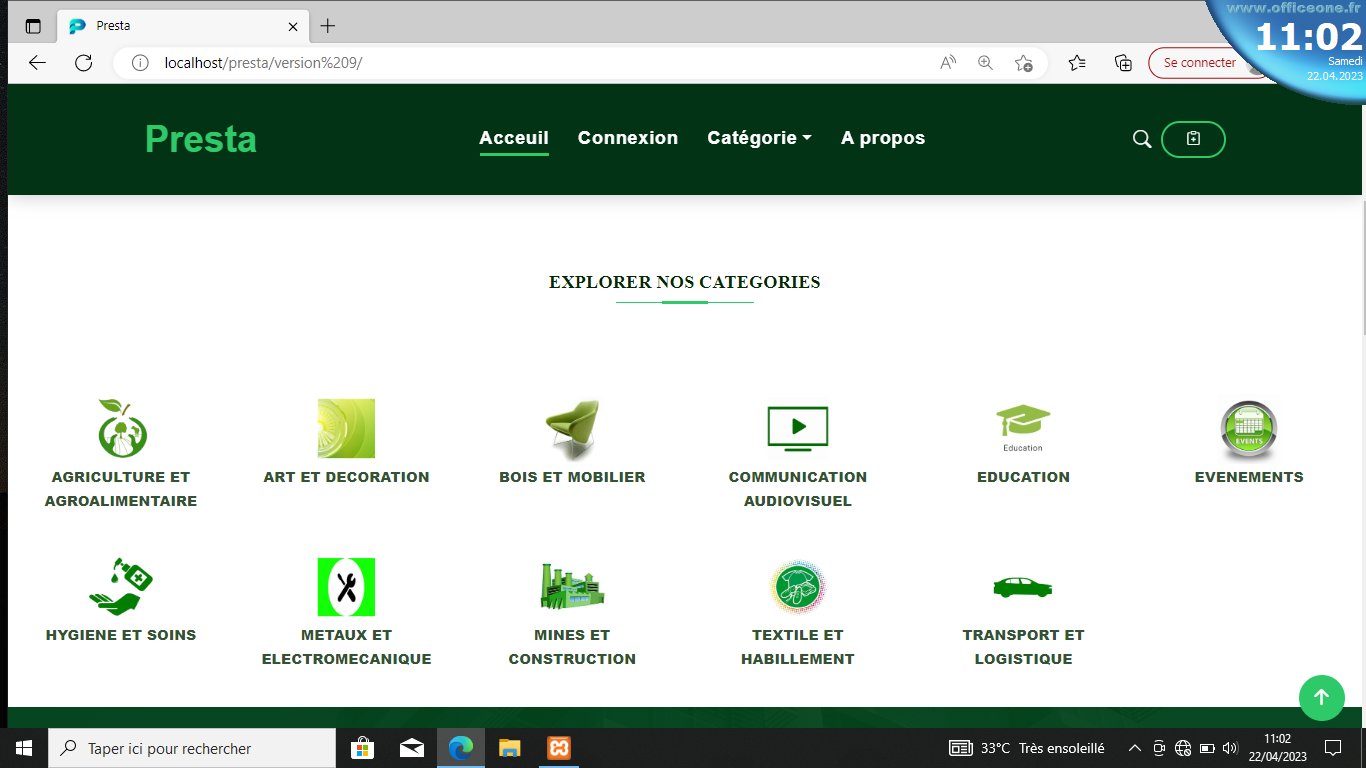 Presta
www.officeone.fr
11:02
Samedi
22.04.2023
localhost/presta/version%209/
Se connecter
Presta
Acceuil
Connexion
Catégorie
A propos
EXPLORER NOS CATEGORIES
Education
EVENTS
AGRICULTURE ET
AGROALIMENTAIRE
ART ET DECORATION
BOIS ET MOBILIER
COMMUNICATION
AUDIOVISUEL
EDUCATION
EVENEMENTS
HYGIENE ET SOINS
METAUX ET
ELECTROMECANIQUE
MINES ET
CONSTRUCTION
TEXTILE ET
HABILLEMENT
TRANSPORT ET
LOGISTIQUE
Taper ici pour rechercher
33°C Très ensoleillé
11:02
22/04/2023